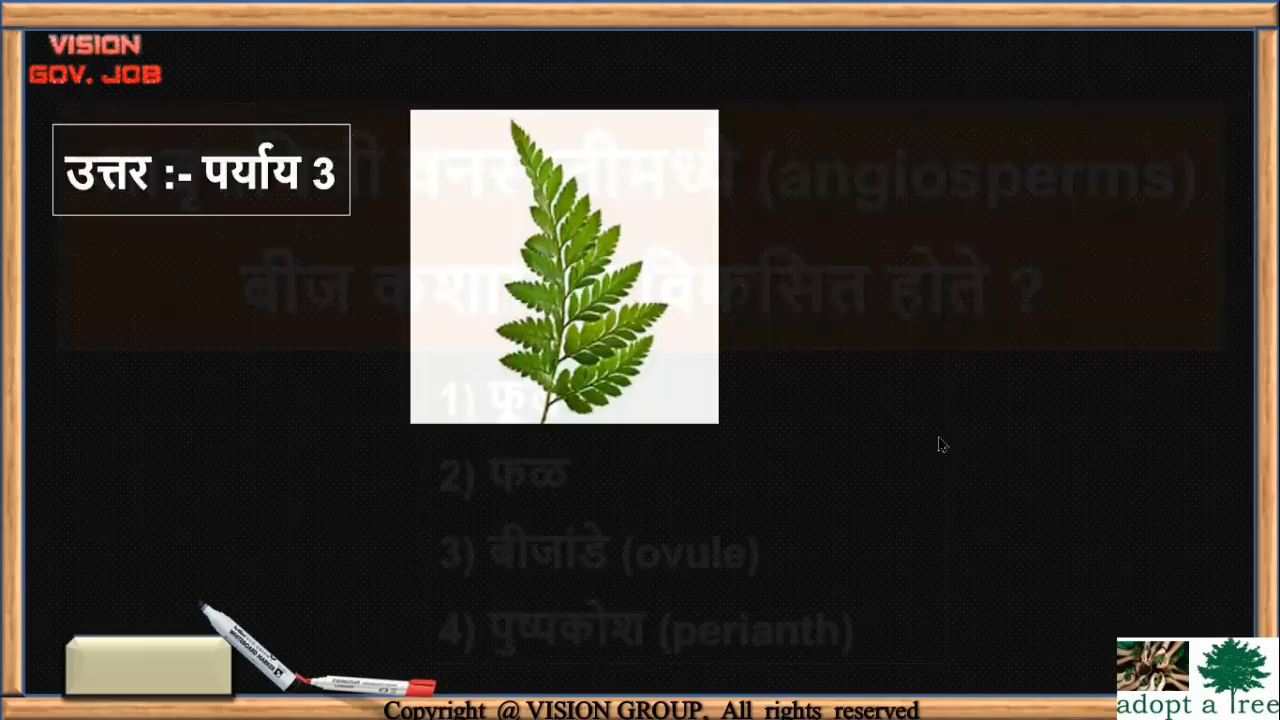 VISION
GOV. JOB
उत्तर :- पर्याय 3
(angiosperms)
बीज विकसित होते ?
1)
2) फळ
3) बीजांडे (ovule)
4) पुष्पकोश (perianth)
Copyright @ VISION GROUP. All rights reserved
adopt a Tree